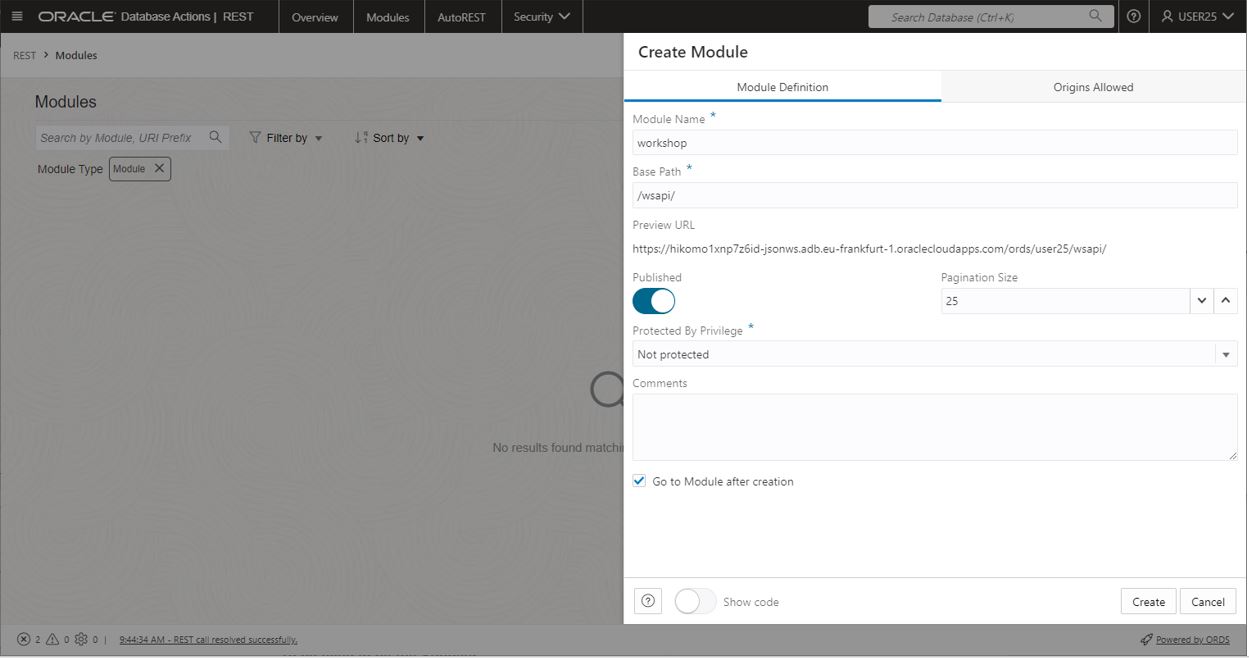 ORACLE Database Actions | REST Overview Modules AutoREST Security Search Database (Ctrl+K) USER25
REST > Modules
Modules
Search by Module, URI Prefix Filter by Sort by
Module Type Module
No results found
Create Module
Module Definition Origins Allowed
Module Name *
workshop
Base Path *
/wsapi/
Preview URL
https://hikomo1xnp7z6id-jsonws.adb.eu-frankfurt-1.oraclecloudapps.com/ords/user25/wsapi/
Published Pagination Size
25
Protected By Privilege *
Not protected
Comments
Go to Module after creation
Show code Create Cancel
2 0 0 | 9:44:34 AM - REST call resolved successfully. Powered by ORDS